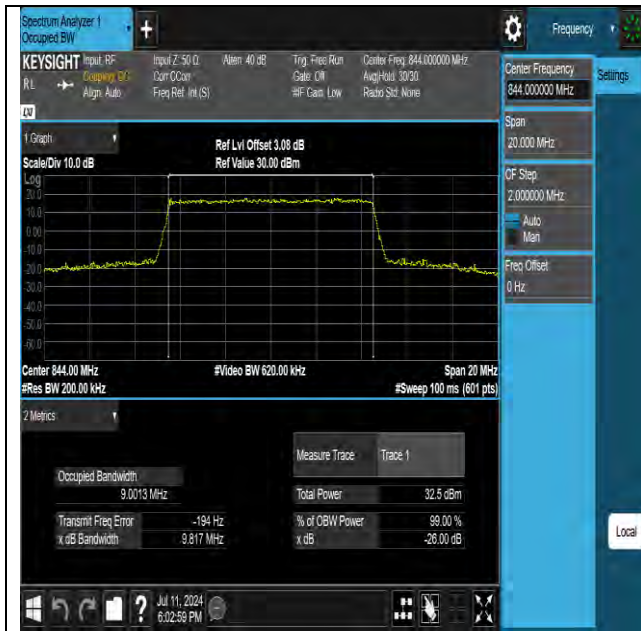 Spectrum Analyzer 1
Occupied BW
+
Frequency
KEYSIGHT
RL
Input: RF
Coupling: DC
Align: Auto
Input Z: 50 Ω
Corr CCorr
Freq Ref: Int (S)
Atten: 40 dB
Trig: Free Run
Gate: Off
#IF Gain: Low
Center Freq: 844.000000 MHz
Avg|Hold: 30/30
Radio Std: None
Center Frequency
844.000000 MHz
Settings
Span
20.000 MHz
CF Step
2.000000 MHz
Auto
Man
Freq Offset
0 Hz
1 Graph
Scale/Div 10.0 dB
Ref Lvl Offset 3.08 dB
Ref Value 30.00 dBm
Log
20.0
10.0
0.00
-10.0
-20.0
-30.0
-40.0
-50.0
-60.0
Center 844.00 MHz
#Res BW 200.00 kHz
#Video BW 620.00 kHz
Span 20 MHz
#Sweep 100 ms (601 pts)
2 Metrics
Measure Trace
Trace 1
Occupied Bandwidth
9.0013 MHz
Total Power
32.5 dBm
Transmit Freq Error
-194 Hz
% of OBW Power
99.00 %
x dB Bandwidth
9.817 MHz
x dB
-26.00 dB
Local
?
Jul 11, 2024
6:02:59 PM